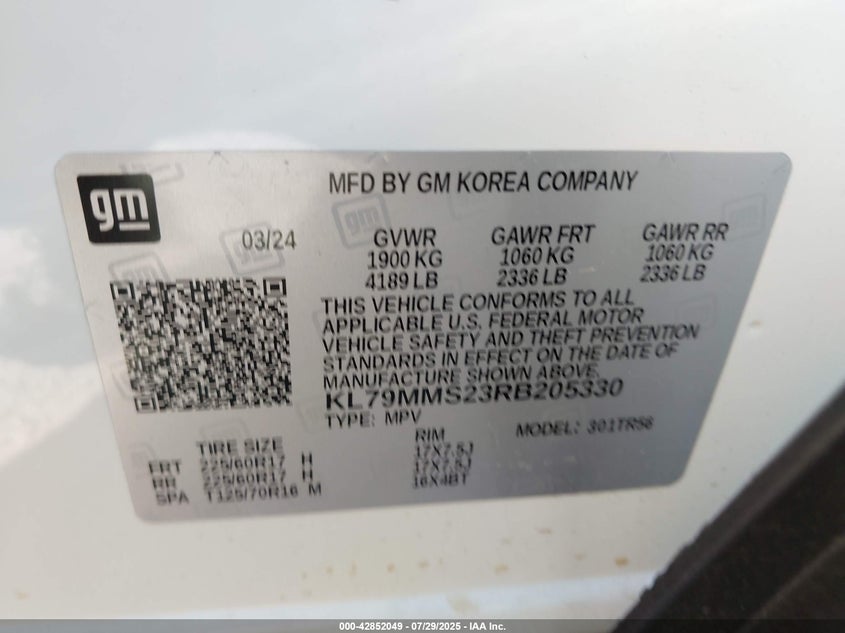 gm
MFD BY GM KOREA COMPANY
03/24
GVWR GAWR FRT GAWR RR
1900 KG 1060 KG 1060 KG
4189 LB 2336 LB 2336 LB
THIS VEHICLE CONFORMS TO ALL
APPLICABLE U.S. FEDERAL MOTOR
VEHICLE SAFETY AND THEFT PREVENTION
STANDARDS IN EFFECT ON THE DATE OF
MANUFACTURE SHOWN ABOVE.
KL79MMS23RB205330
TYPE: MPV MODEL: 301TR56
TIRE SIZE RIM
FRT 225/60R17 H 17X7.5J
RR 225/60R17 H 17X7.5J
SPA T125/70R16 M 16X4BT
000-42852049 - 07/29/2025 - IAA Inc.